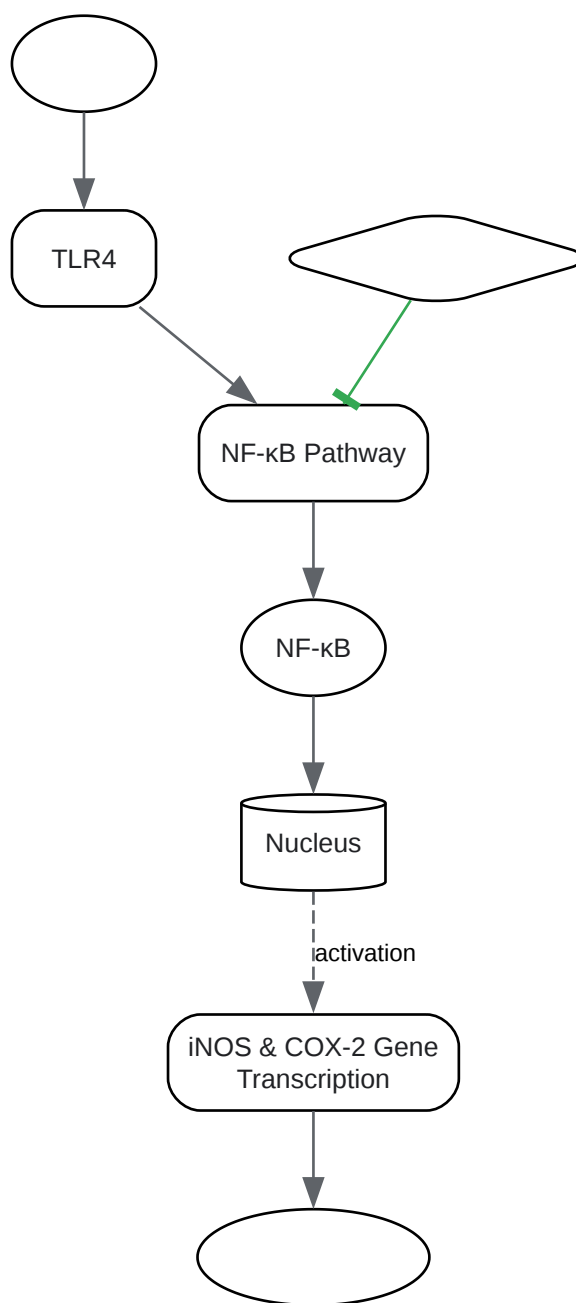 TLR4
NF-κB Pathway
NF-κB
Nucleus
activation
iNOS & COX-2 Gene
Transcription